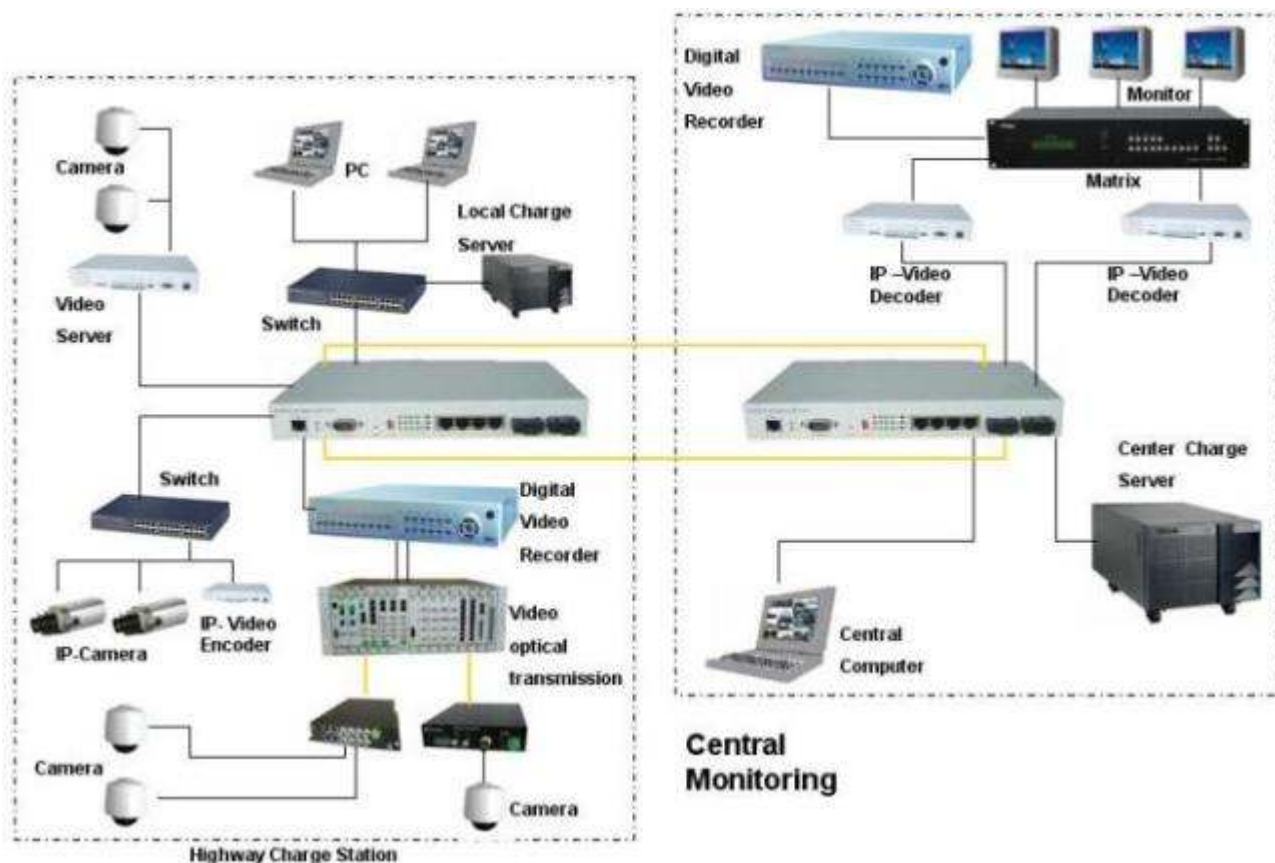 Camera
PC
Local Charge
Server
Video
Server
Switch
Switch
Digital
Video
Recorder
IP-Camera
IP- Video
Encoder
Video
optical
transmission
Camera
Camera
Highway Charge Station
Digital
Video
Recorder
Monitor
Matrix
IP –Video
Decoder
IP –Video
Decoder
Center Charge
Server
Central
Computer
Central
Monitoring